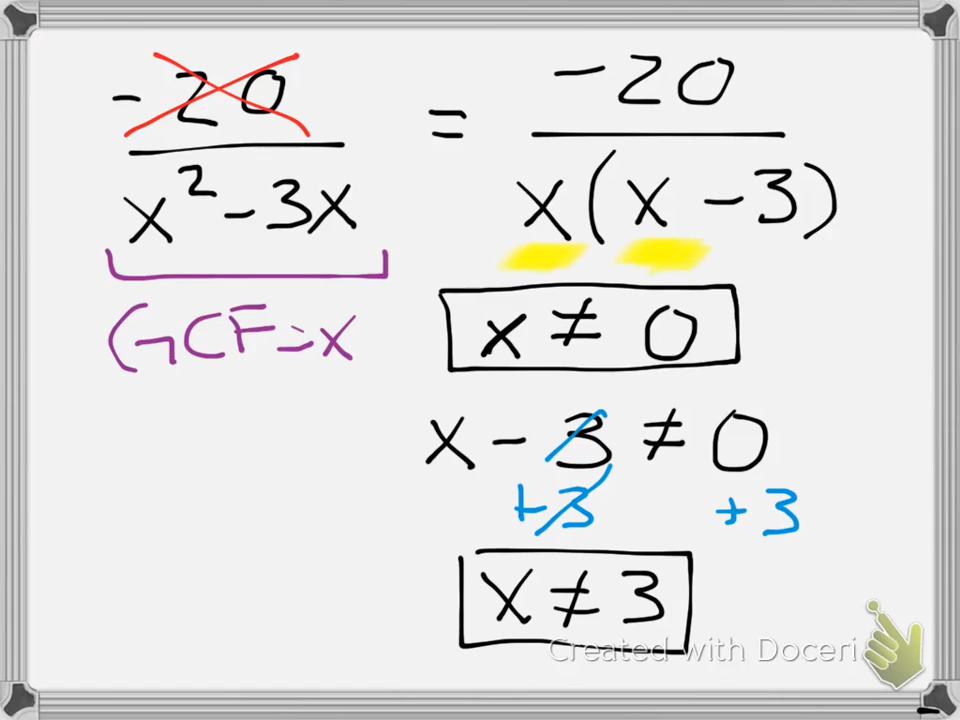 -20 / x² - 3x = -20 / x(x - 3)
GCF = x
x ≠ 0
x - 3 ≠ 0
+3 +3
x ≠ 3
Created with Doceri